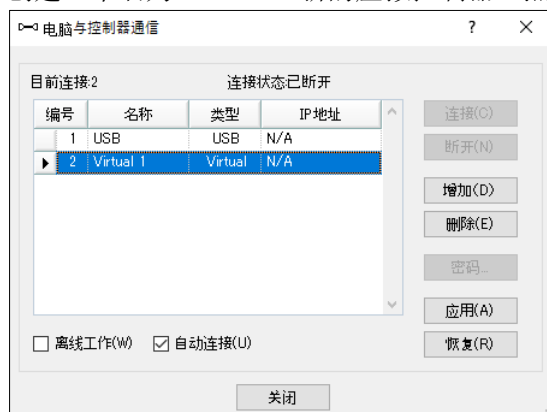 电脑与控制器通信
目前连接:2 连接状态:已断开
编号 名称 类型 IP地址
1 USB USB N/A
2 Virtual 1 Virtual N/A
连接(C)
断开(N)
增加(D)
删除(E)
密码...
应用(A)
恢复(R)
离线工作(W) 自动连接(U)
关闭